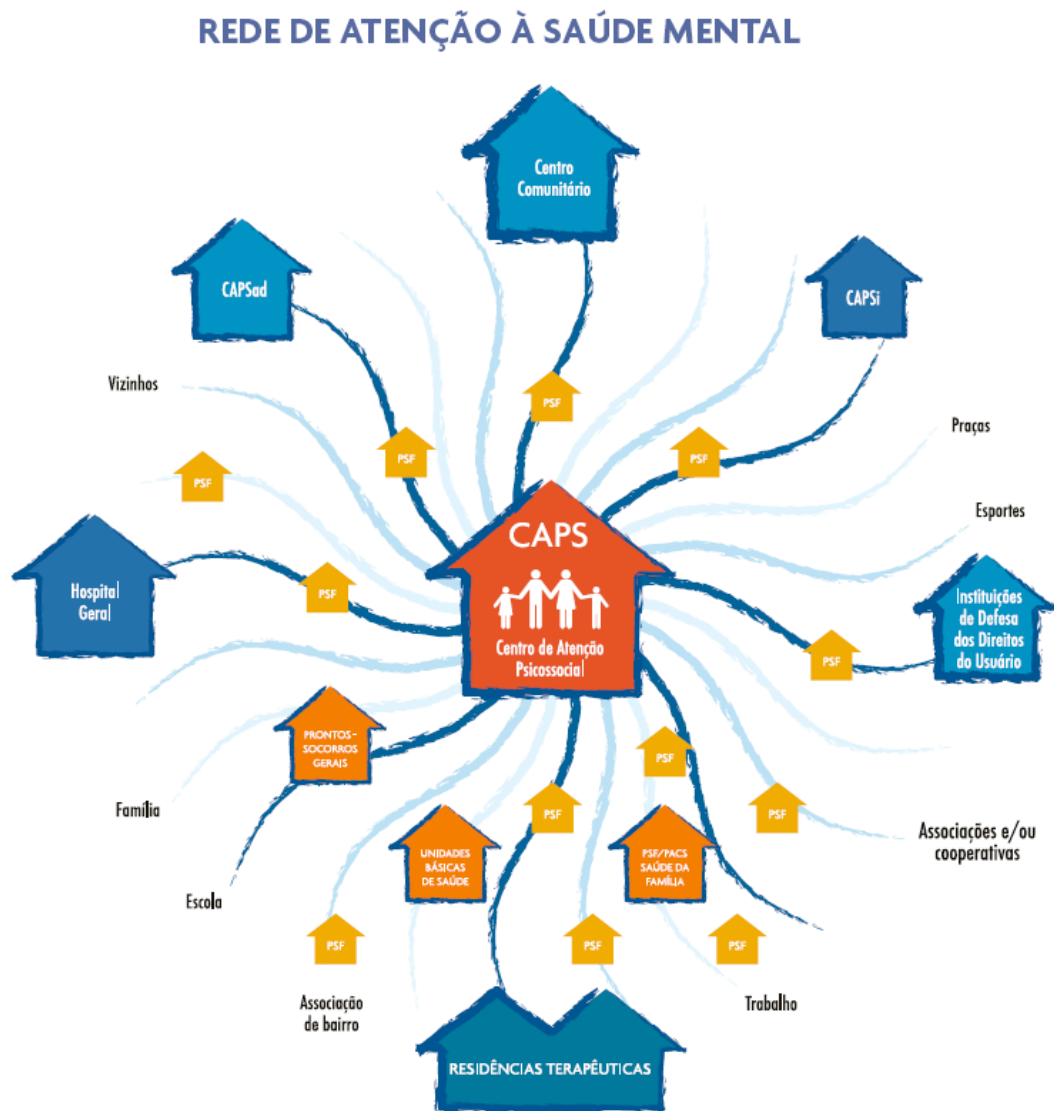 REDE DE ATENÇÃO À SAÚDE MENTAL
Centro
Comunitário
CAPSad
CAPSi
Vizinhos
PSF
PSF
PSF
Praças
PSF
Esportes
CAPS
Centro de Atenção
Psicossocial
Hospital
Geral
PSF
Instituições
de Defesa
dos Direitos
do Usuário
PSF
PRONTOS-
SOCORROS
GERAIS
PSF
Família
PSF
PSF
Associações e/ou
cooperativas
UNIDADES
BÁSICAS
DE SAÚDE
PSF/PACS
SAÚDE DA
FAMÍLIA
Escola
PSF
PSF
PSF
Associação
de bairro
Trabalho
RESIDÊNCIAS TERAPÊUTICAS